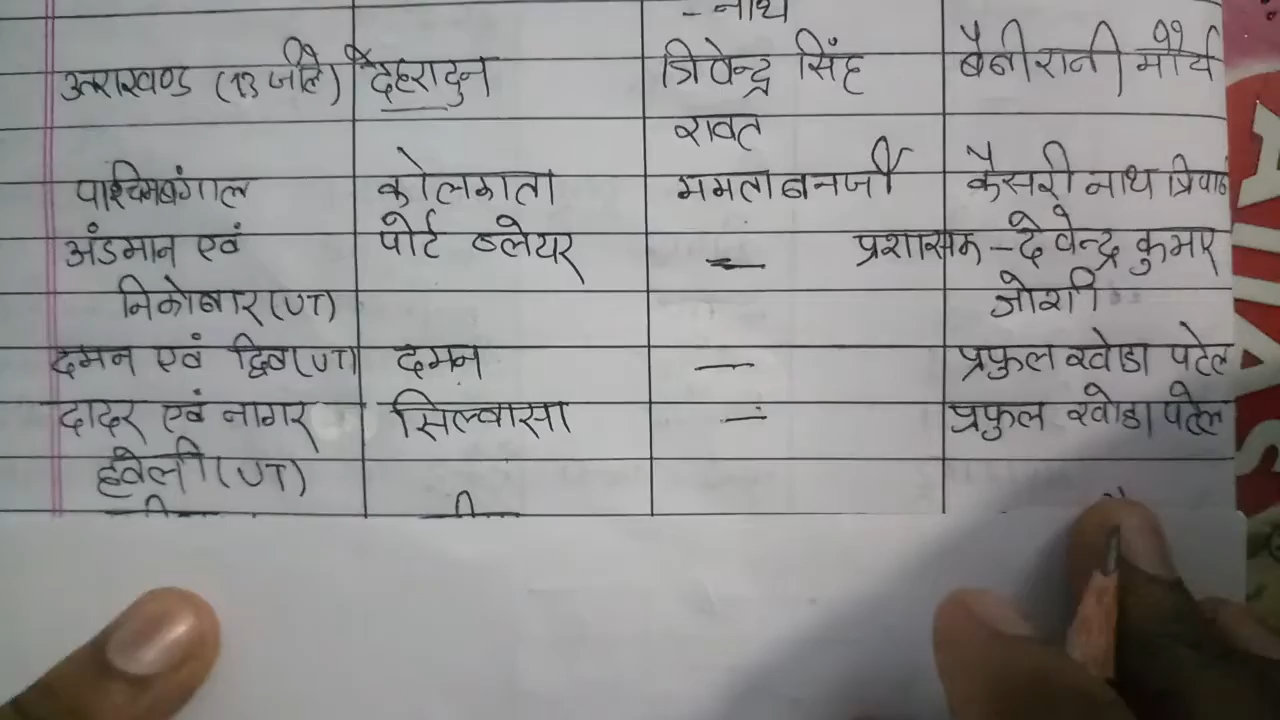 - नाथ
उत्तराखण्ड (13 जिले) देहरादुन त्रिवेन्द्र सिंह बैबीरानी मौर्य
रावत
पाश्चिमबंगाल कोलकाता ममता बनर्जी कैसरी नाथ त्रिपाठी
अंडमान एवं पोर्ट ब्लेयर — प्रशासक - देवेन्द्र कुमार
निकोबार (UT) जोशी
दमन एवं द्विव (UT) दमन — प्रफुल खोडा पटेल
दादर एवं नागर सिल्वासा — प्रफुल खोडा पटेल
हवेली (UT)